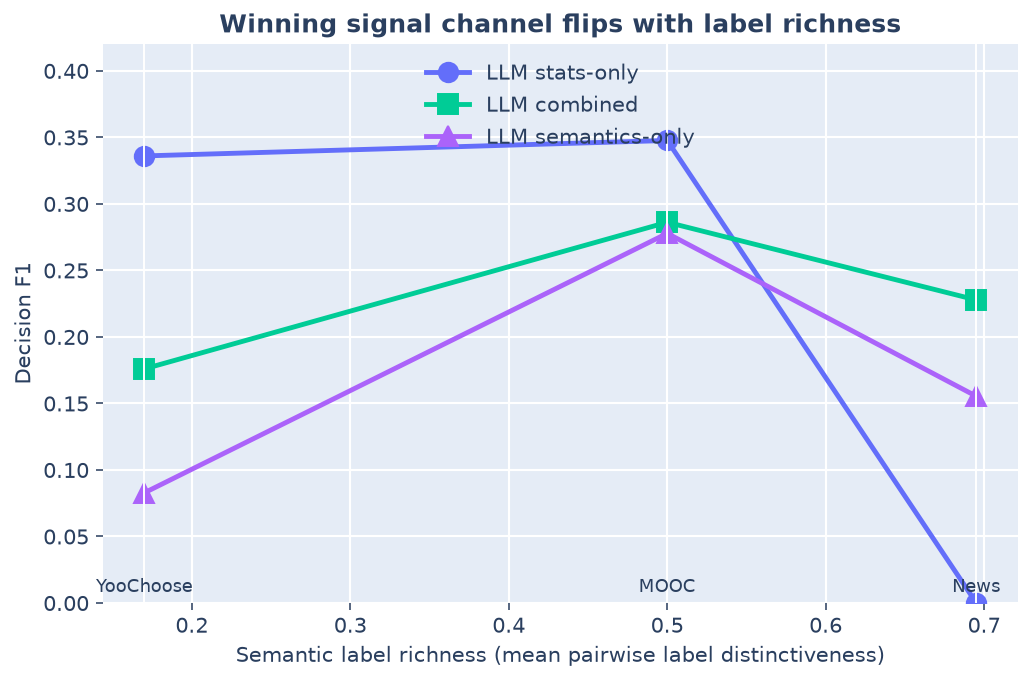 Winning signal channel flips with label richness
LLM stats-only
LLM combined
LLM semantics-only
Decision F1
0.40
0.35
0.30
0.25
0.20
0.15
0.10
0.05
0.00
YooChoose
MOOC
News
0.2
0.3
0.4
0.5
0.6
0.7
Semantic label richness (mean pairwise label distinctiveness)